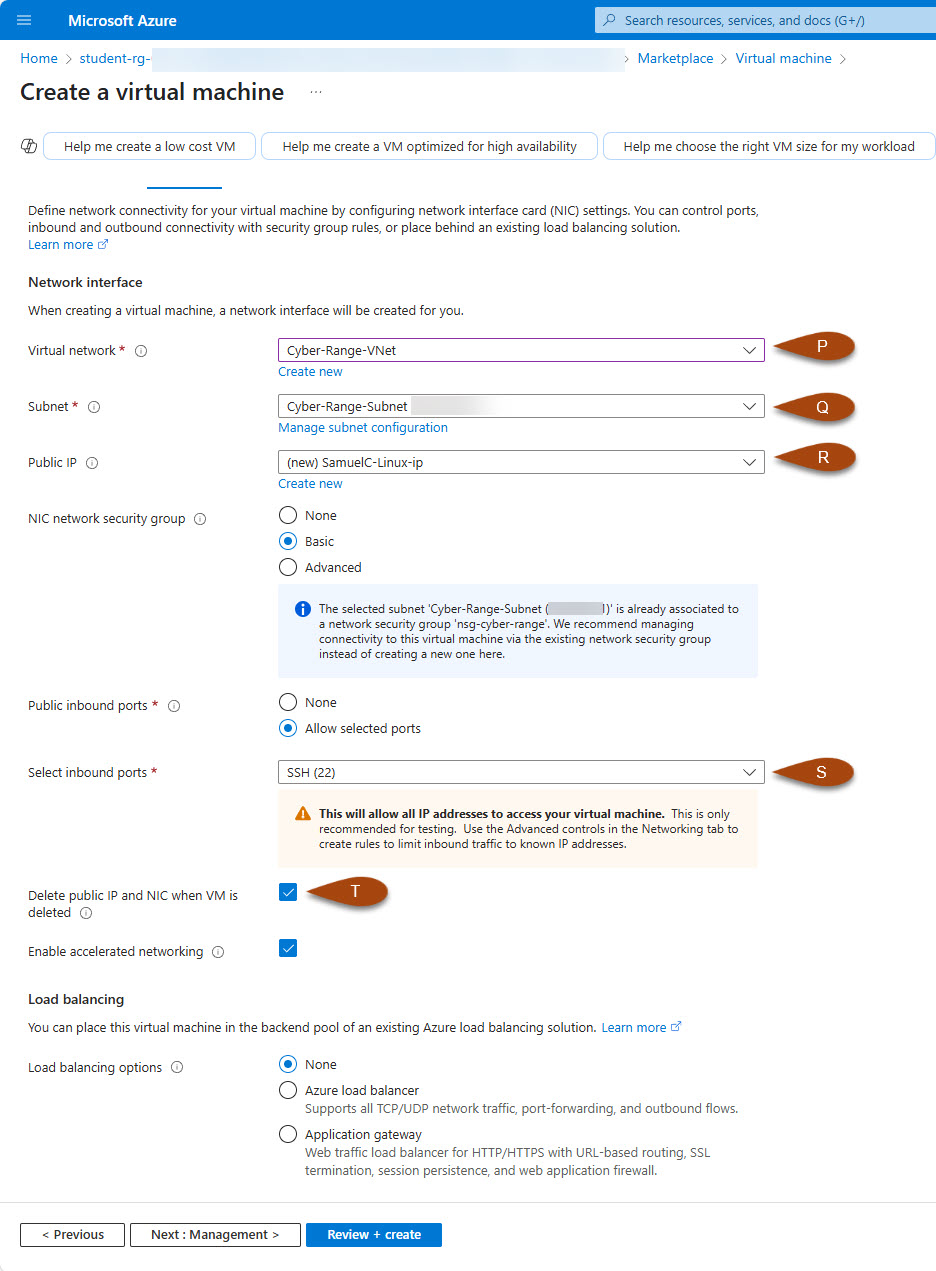 Microsoft Azure
Search resources, services, and docs (G+/)
Home > student-rg- > Marketplace > Virtual machine >
Create a virtual machine ...
Help me create a low cost VM
Help me create a VM optimized for high availability
Help me choose the right VM size for my workload
Define network connectivity for your virtual machine by configuring network interface card (NIC) settings. You can control ports,
inbound and outbound connectivity with security group rules, or place behind an existing load balancing solution.
Learn more
Network interface
When creating a virtual machine, a network interface will be created for you.
Virtual network *
Cyber-Range-VNet
P
Create new
Subnet *
Cyber-Range-Subnet
Q
Manage subnet configuration
Public IP
(new) SamuelC-Linux-ip
R
Create new
NIC network security group
None
Basic
Advanced
The selected subnet 'Cyber-Range-Subnet ( )' is already associated to
a network security group 'nsg-cyber-range'. We recommend managing
connectivity to this virtual machine via the existing network security group
instead of creating a new one here.
Public inbound ports *
None
Allow selected ports
Select inbound ports *
SSH (22)
S
This will allow all IP addresses to access your virtual machine. This is only
recommended for testing. Use the Advanced controls in the Networking tab to
create rules to limit inbound traffic to known IP addresses.
Delete public IP and NIC when VM is
deleted
T
Enable accelerated networking
Load balancing
You can place this virtual machine in the backend pool of an existing Azure load balancing solution. Learn more
Load balancing options
None
Azure load balancer
Supports all TCP/UDP network traffic, port-forwarding, and outbound flows.
Application gateway
Web traffic load balancer for HTTP/HTTPS with URL-based routing, SSL
termination, session persistence, and web application firewall.
< Previous
Next : Management >
Review + create